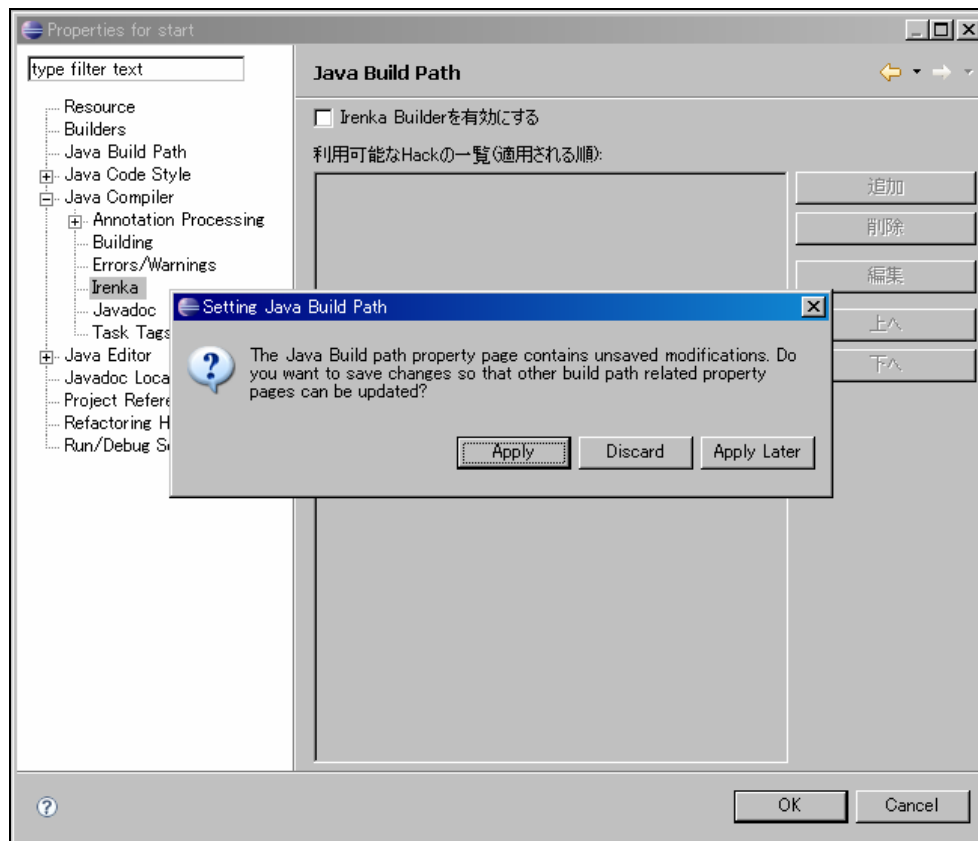 Properties for start
type filter text
Java Build Path
Resource
Builders
Java Build Path
Java Code Style
Java Compiler
Annotation Processing
Building
Errors/Warnings
Irenka
Javadoc
Task Tags
Java Editor
Javadoc Loca
Project Refere
Refactoring H
Run/Debug S
Irenka Builderを有効にする
利用可能なHackの一覧(適用される順):
追加
削除
編集
上へ
下へ
Setting Java Build Path
The Java Build path property page contains unsaved modifications. Do
you want to save changes so that other build path related property
pages can be updated?
Apply
Discard
Apply Later
OK
Cancel